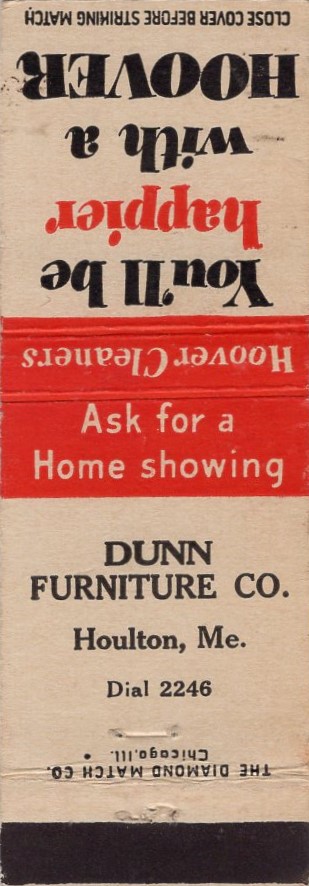 CLOSE COVER BEFORE STRIKING MATCH
You'll be
happier
with a
HOOVER
Hoover Cleaners
Ask for a
Home showing
DUNN
FURNITURE CO.
Houlton, Me.
Dial 2246
THE DIAMOND MATCH CO.
Chicago, Ill.